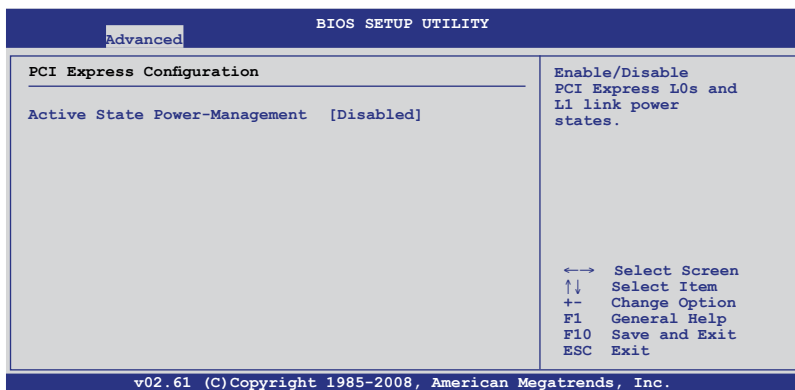 BIOS SETUP UTILITY
Advanced
PCI Express Configuration
Active State Power-Management [Disabled]
Enable/Disable
PCI Express L0s and
L1 link power
states.
←→ Select Screen
↑↓ Select Item
+- Change Option
F1 General Help
F10 Save and Exit
ESC Exit
v02.61 (C)Copyright 1985-2008, American Megatrends, Inc.